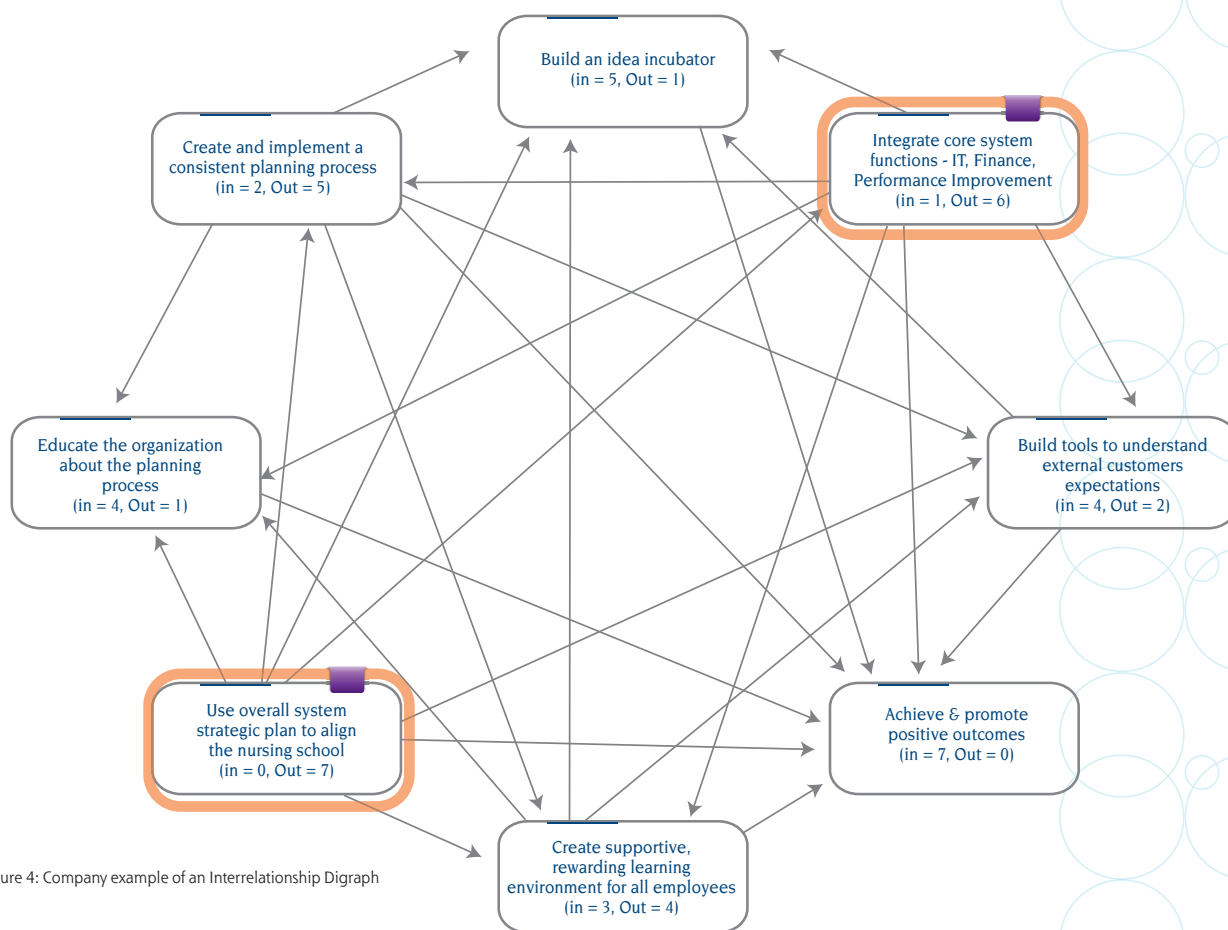 Build an idea incubator
(in = 5, Out = 1)
Create and implement a
consistent planning process
(in = 2, Out = 5)
Integrate core system
functions - IT, Finance,
Performance Improvement
(in = 1, Out = 6)
Educate the organization
about the planning
process
(in = 4, Out = 1)
Build tools to understand
external customers
expectations
(in = 4, Out = 2)
Use overall system
strategic plan to align
the nursing school
(in = 0, Out = 7)
Achieve & promote
positive outcomes
(in = 7, Out = 0)
Create supportive,
rewarding learning
environment for all employees
(in = 3, Out = 4)
ure 4: Company example of an Interrelationship Digraph